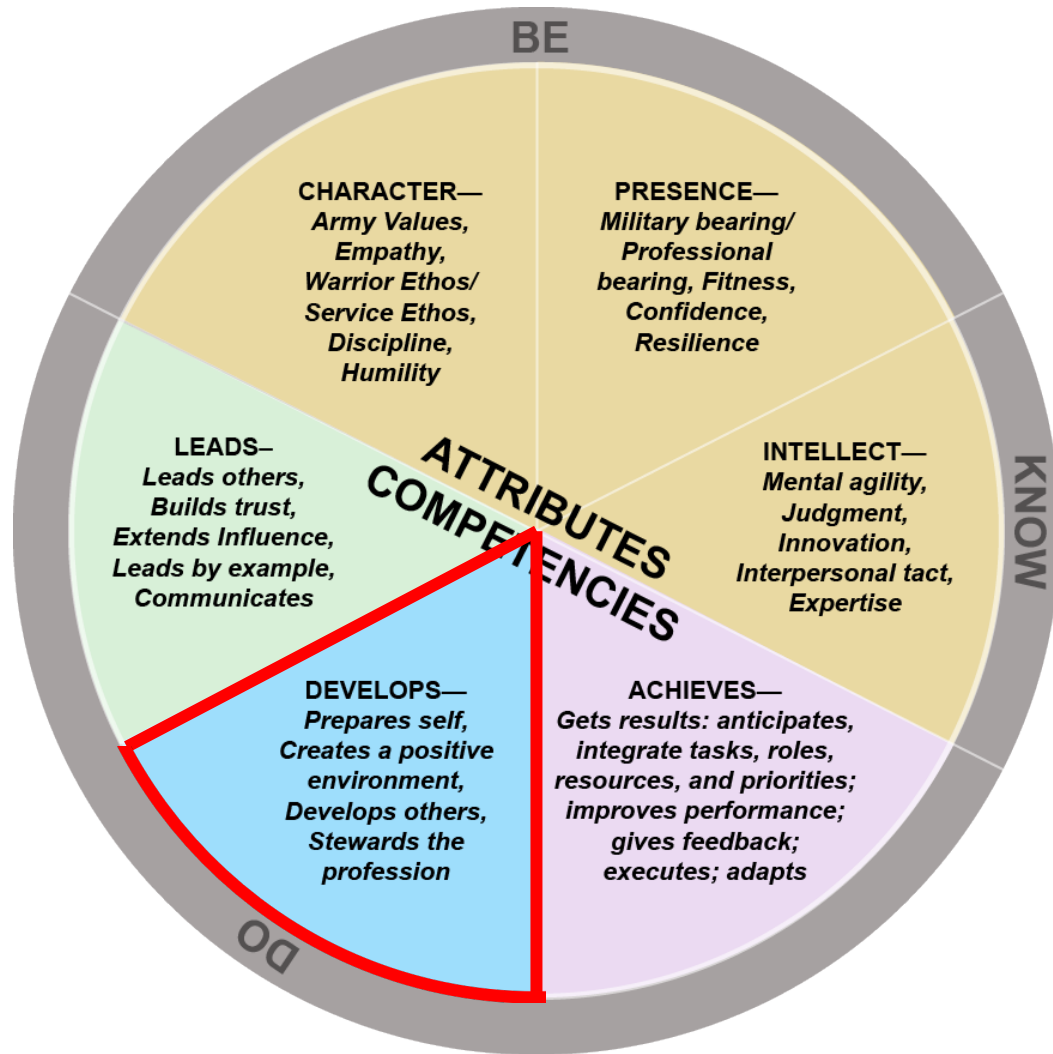 BE
CHARACTER—
Army Values,
Empathy,
Warrior Ethos/
Service Ethos,
Discipline,
Humility
PRESENCE—
Military bearing/
Professional
bearing, Fitness,
Confidence,
Resilience
KNOW
INTELLECT—
Mental agility,
Judgment,
Innovation,
Interpersonal tact,
Expertise
ATTRIBUTES
COMPETENCIES
LEADS–
Leads others,
Builds trust,
Extends Influence,
Leads by example,
Communicates
DEVELOPS—
Prepares self,
Creates a positive
environment,
Develops others,
Stewards the
profession
ACHIEVES—
Gets results: anticipates,
integrate tasks, roles,
resources, and priorities;
improves performance;
gives feedback;
executes; adapts
DO